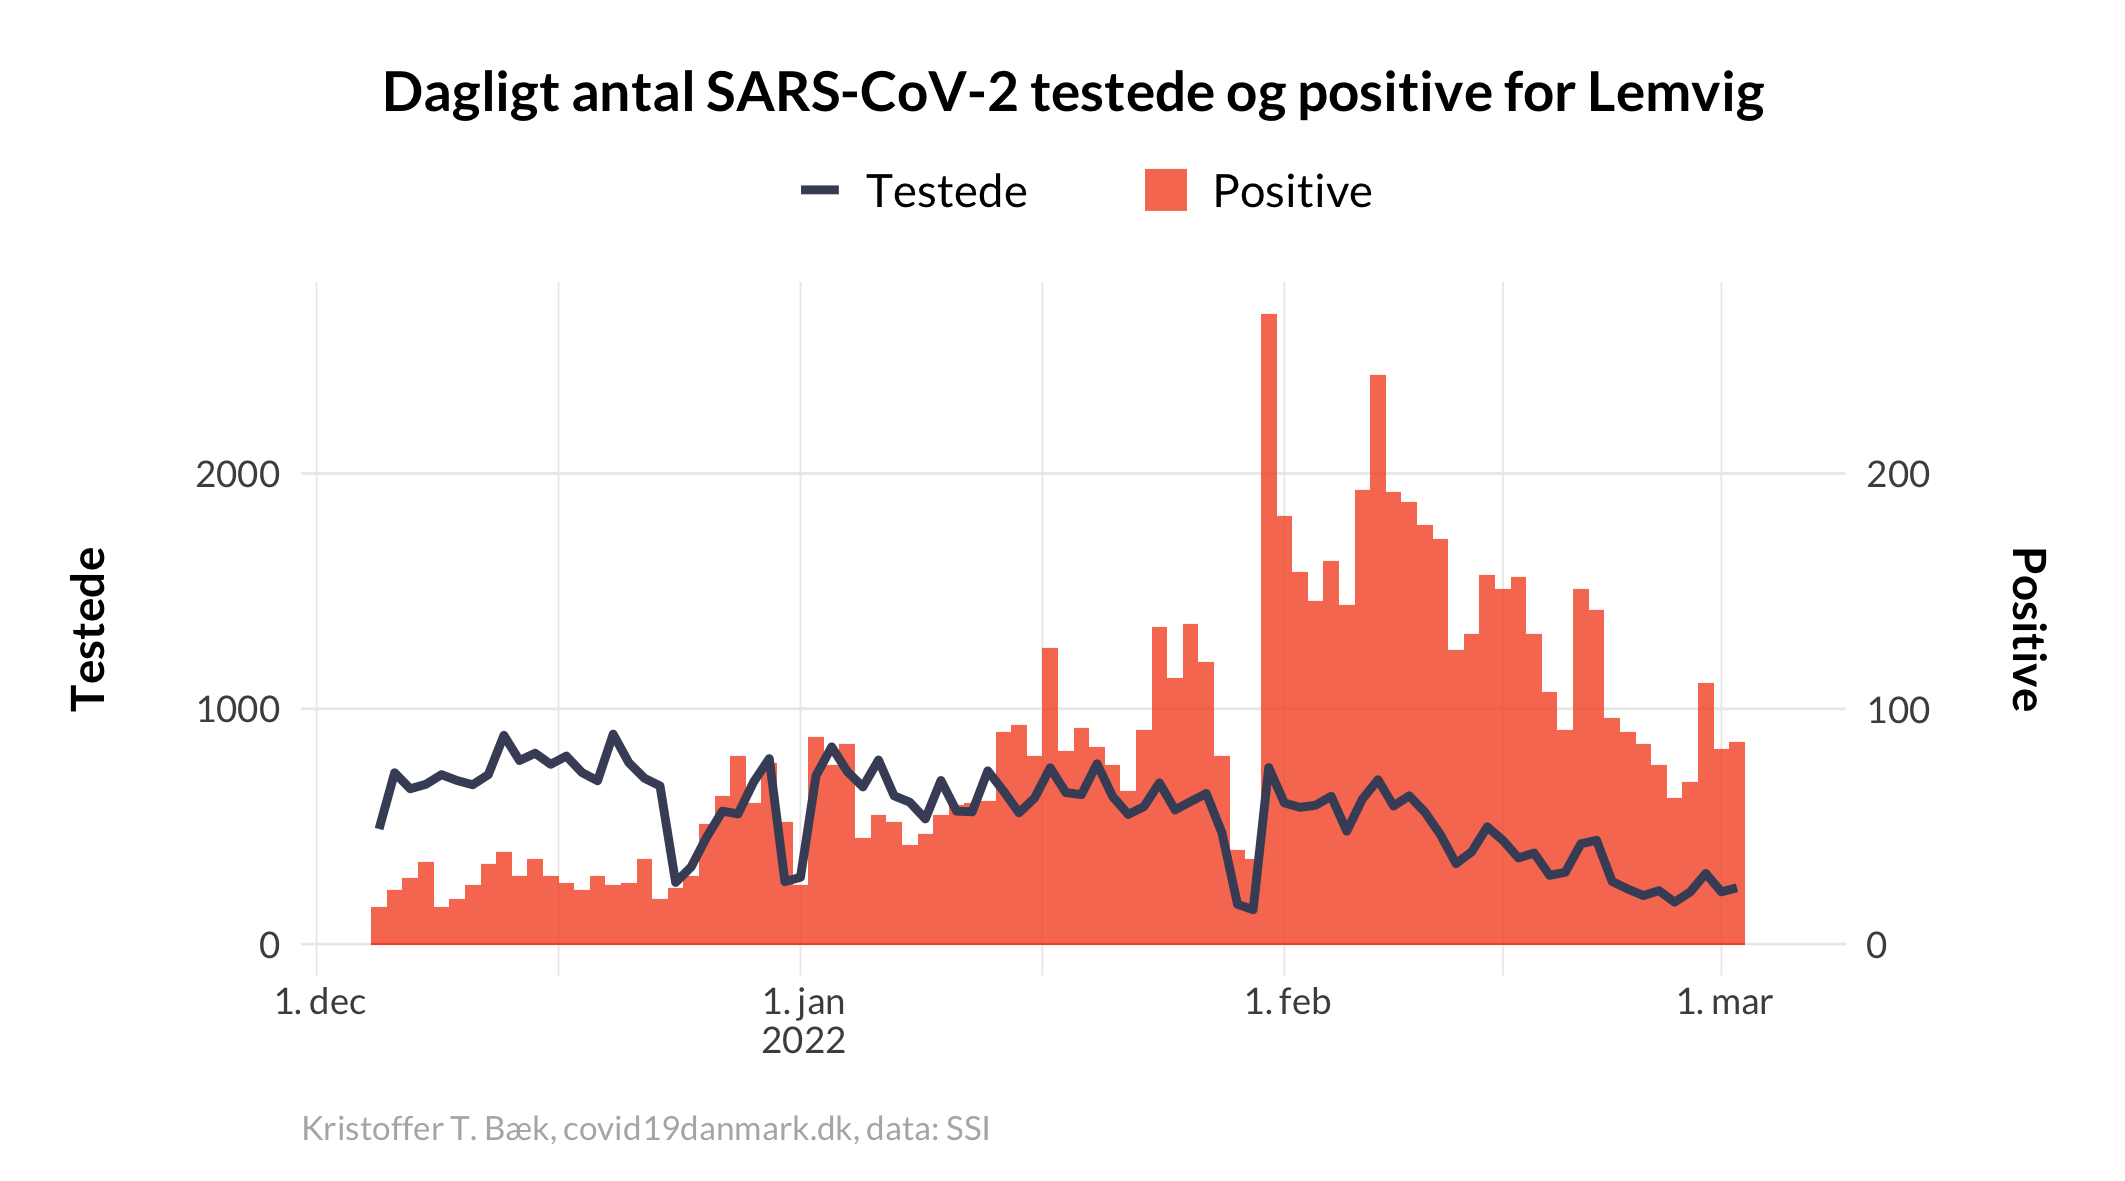 Dagligt antal SARS-CoV-2 testede og positive for Lemvig
Testede
Positive
Testede
2000
1000
0
200
100
0
Positive
1. dec
1. jan
2022
1. feb
1. mar
Kristoffer T. Bæk, covid19danmark.dk, data: SSI